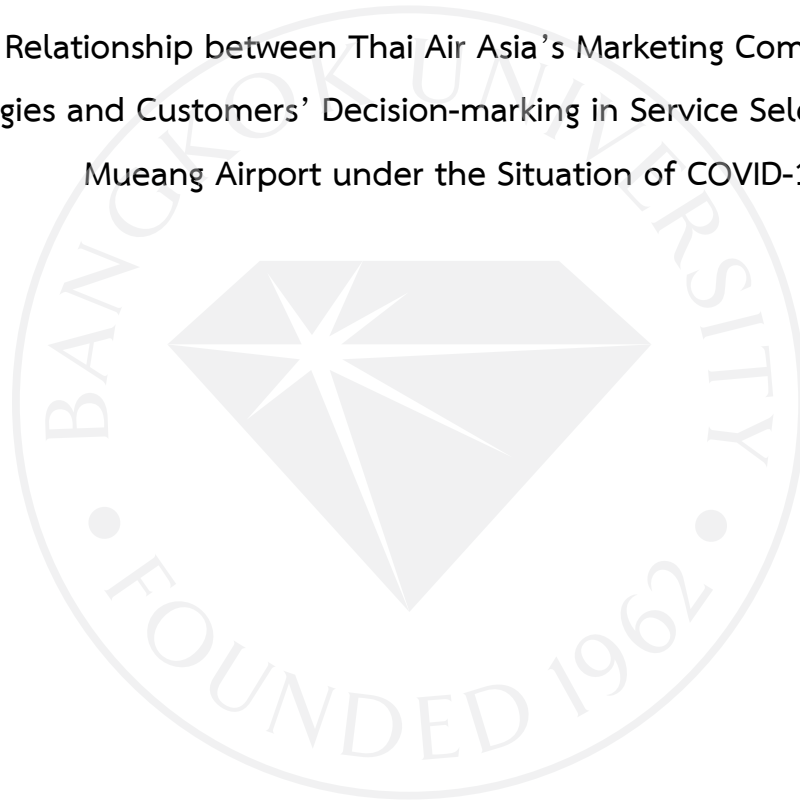 Relationship between Thai Air Asia’s Marketing Com
gies and Customers’ Decision-marking in Service Sele
Mueang Airport under the Situation of COVID-1
BANGKOK UNIVERSITY
FOUNDED 1962